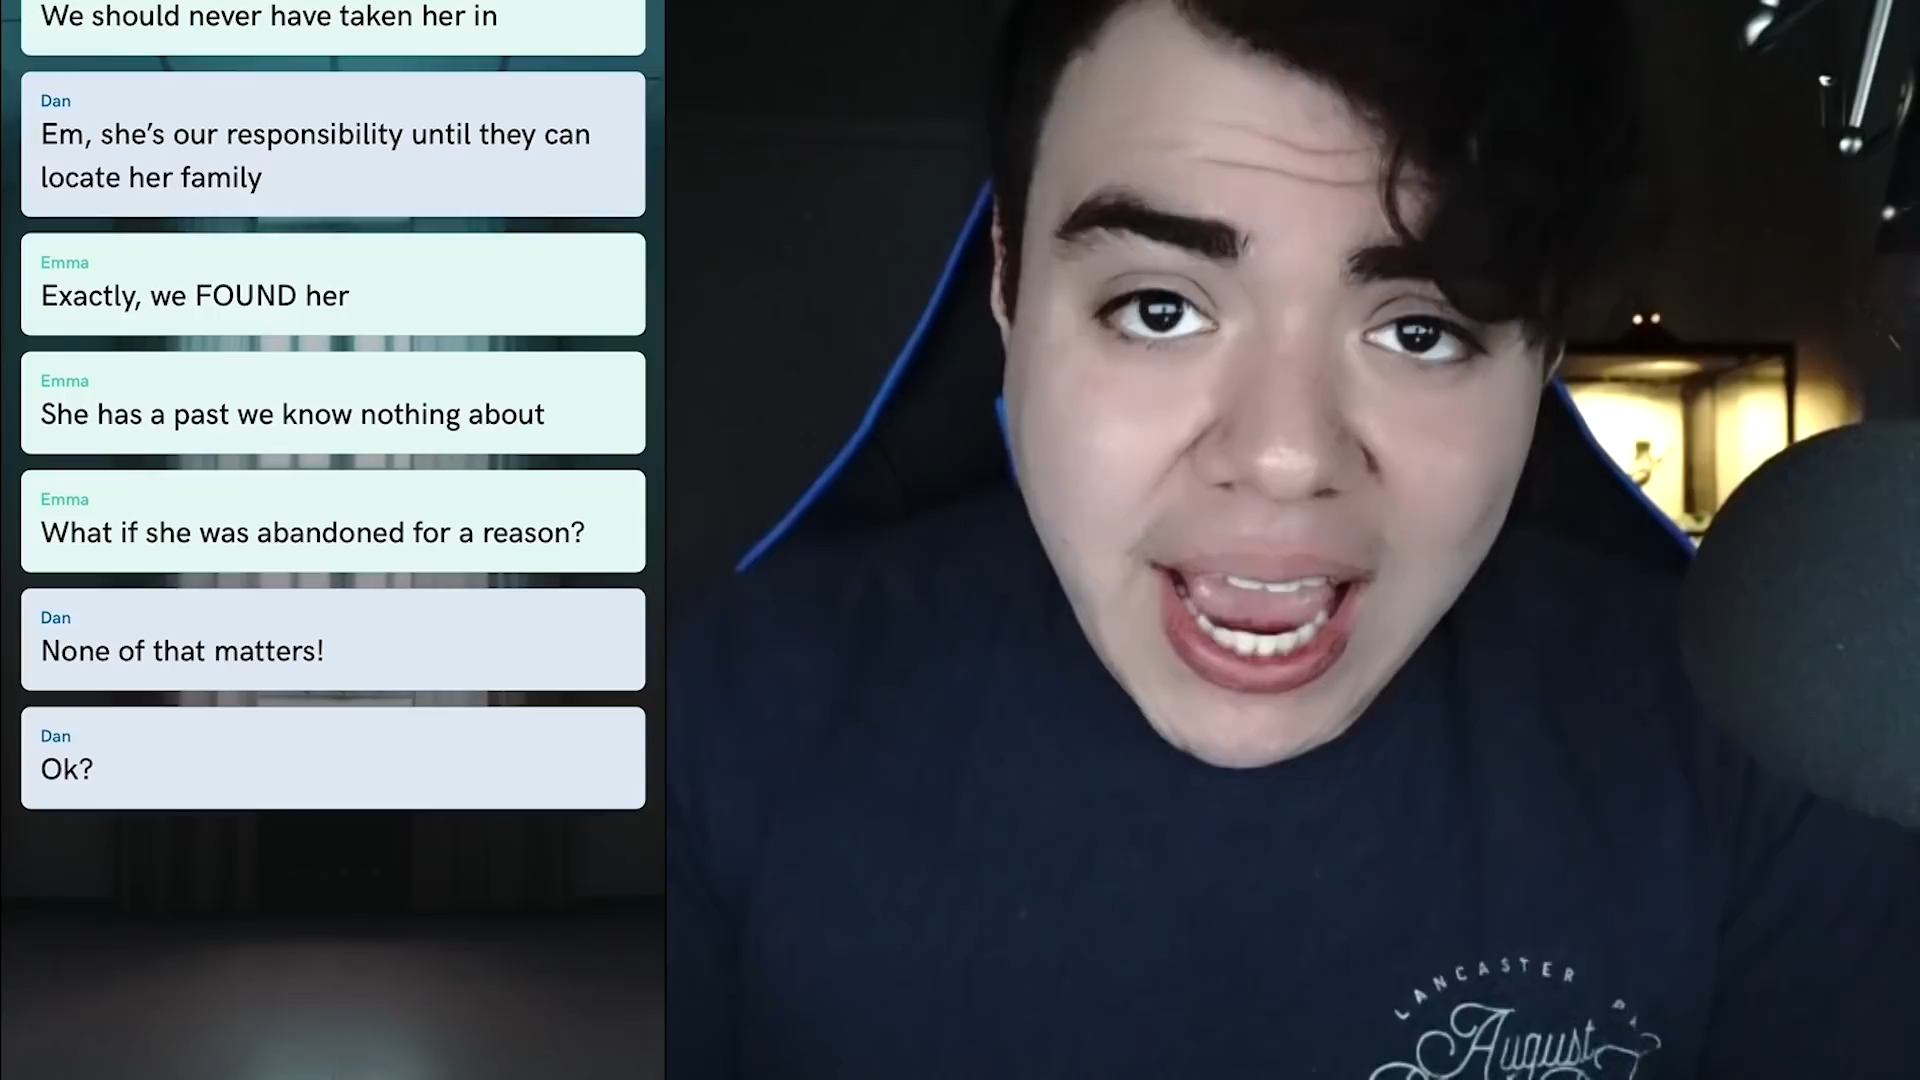 We should never have taken her in
Dan
Em, she's our responsibility until they can
locate her family
Emma
Exactly, we FOUND her
Emma
She has a past we know nothing about
Emma
What if she was abandoned for a reason?
Dan
None of that matters!
Dan
Ok?
LANCASTER PA
August